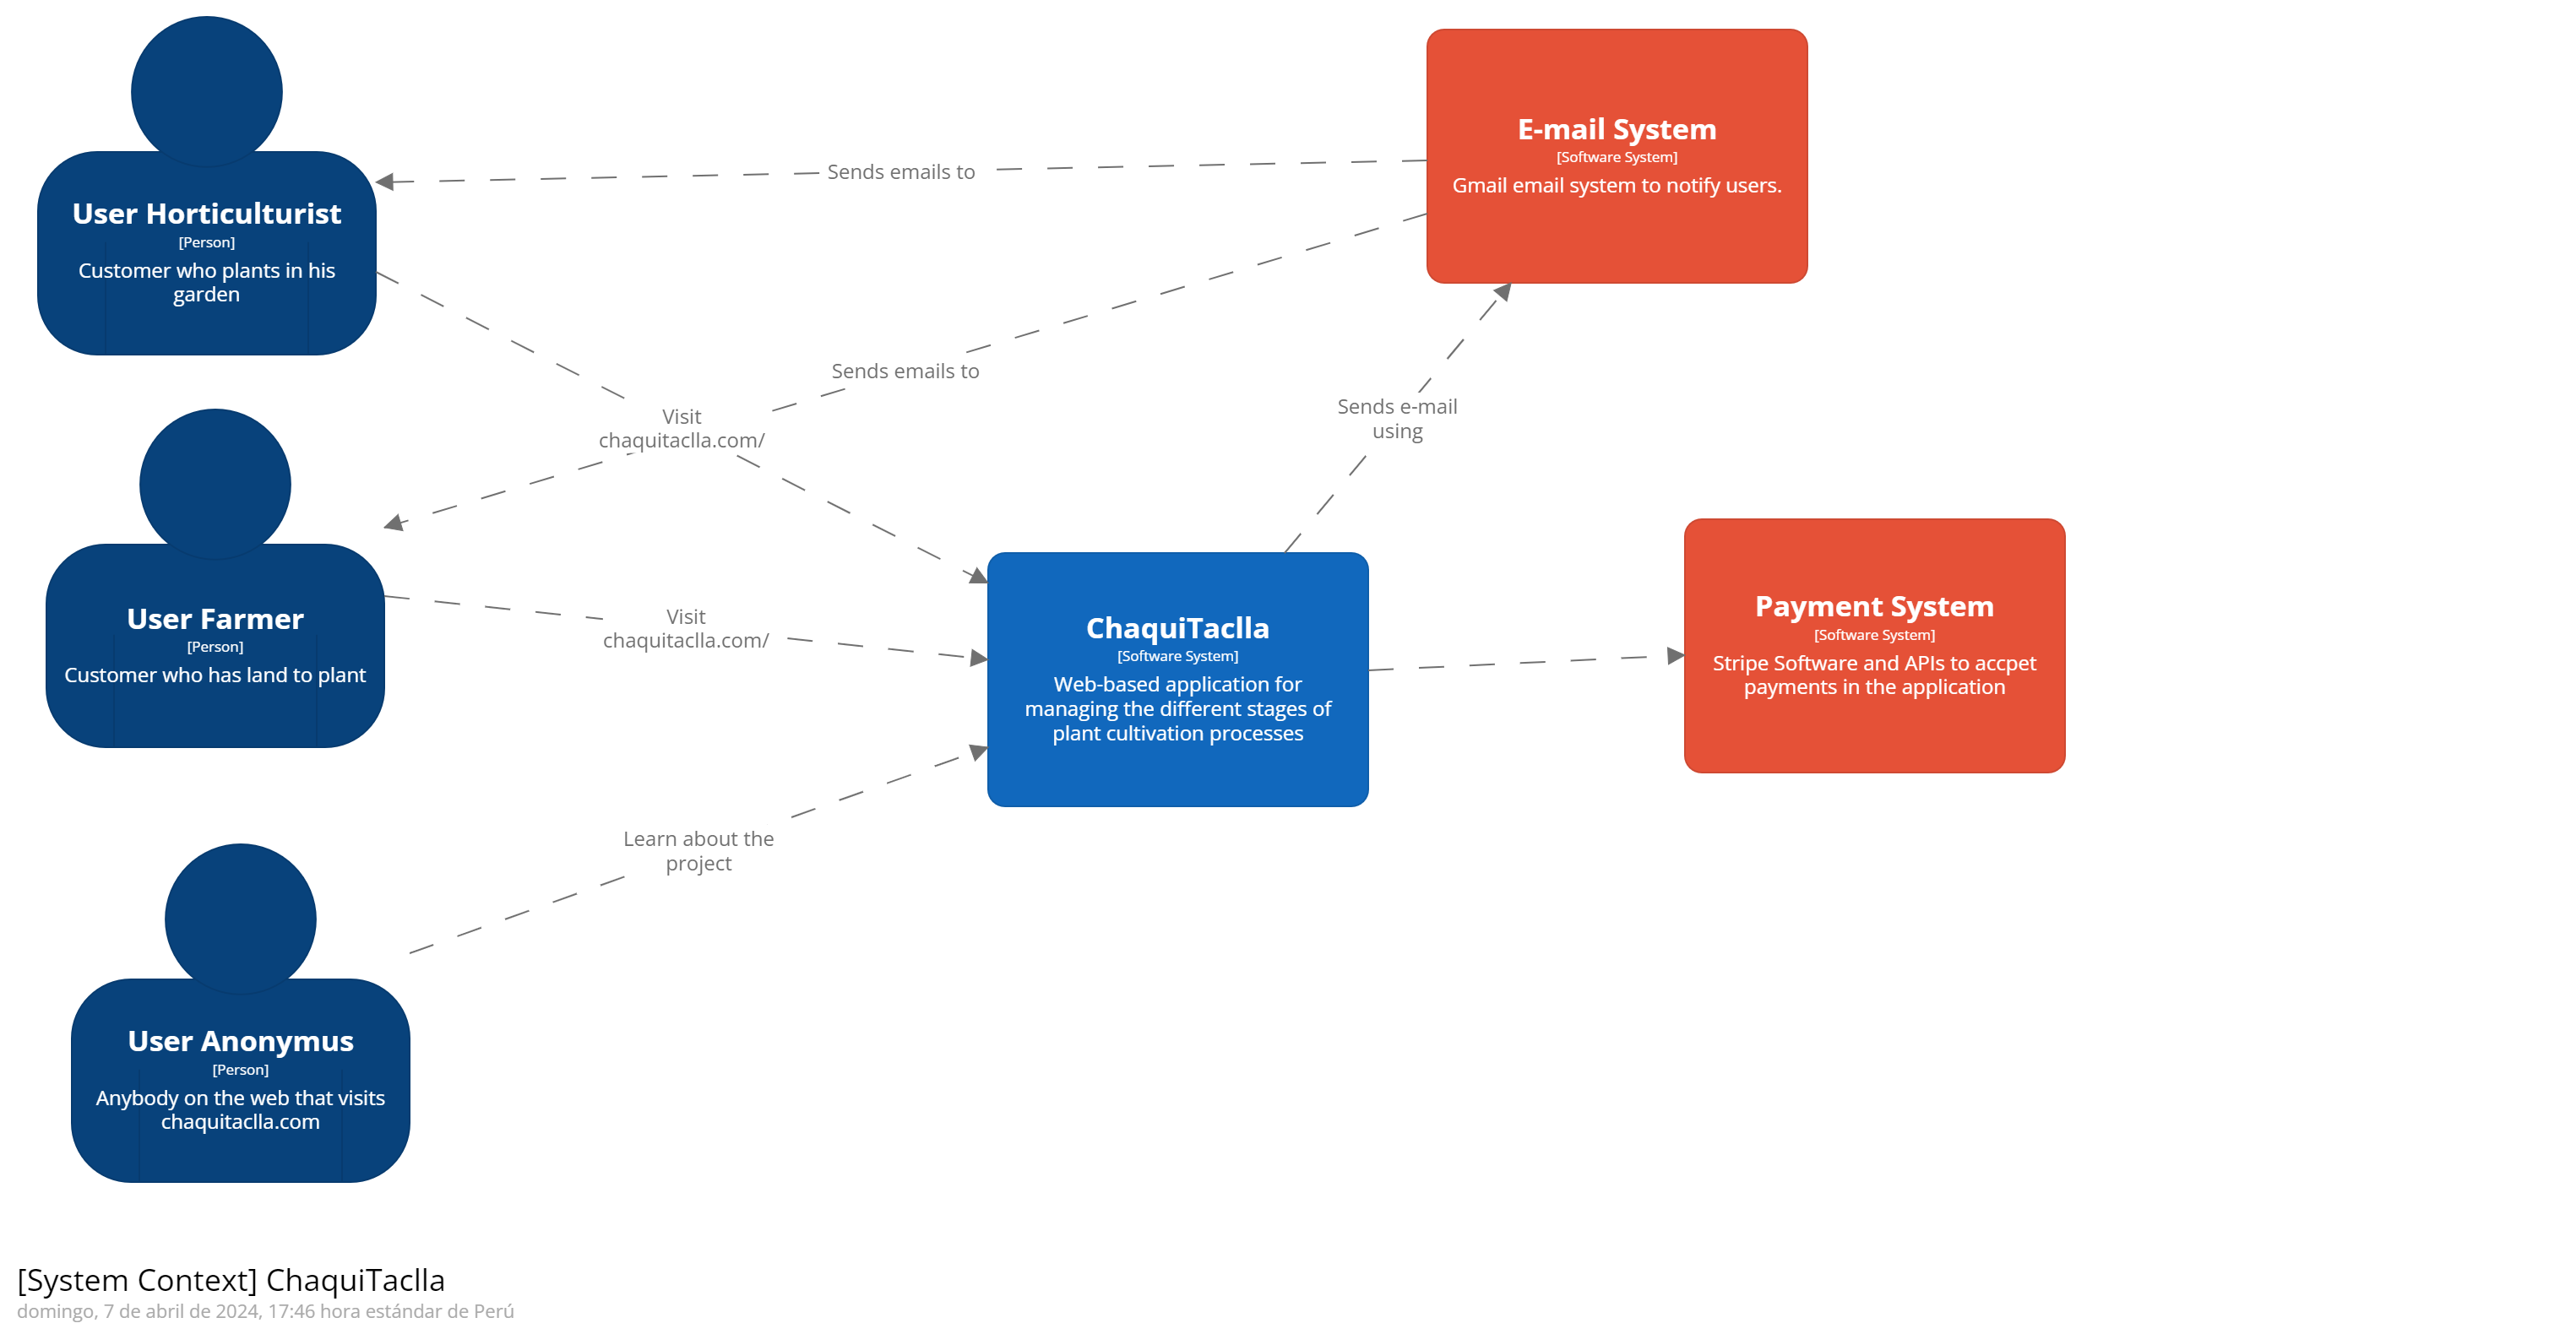 User Horticulturist
[Person]
Customer who plants in his
garden
Sends emails to
E-mail System
[Software System]
Gmail email system to notify users.
Sends emails to
Visit
chaquitaclla.com/
Sends e-mail
using
User Farmer
[Person]
Customer who has land to plant
Visit
chaquitaclla.com/
ChaquiTaclla
[Software System]
Web-based application for
managing the different stages of
plant cultivation processes
Payment System
[Software System]
Stripe Software and APIs to accpet
payments in the application
Learn about the
project
User Anonymus
[Person]
Anybody on the web that visits
chaquitaclla.com
[System Context] ChaquiTaclla
domingo, 7 de abril de 2024, 17:46 hora estándar de Perú